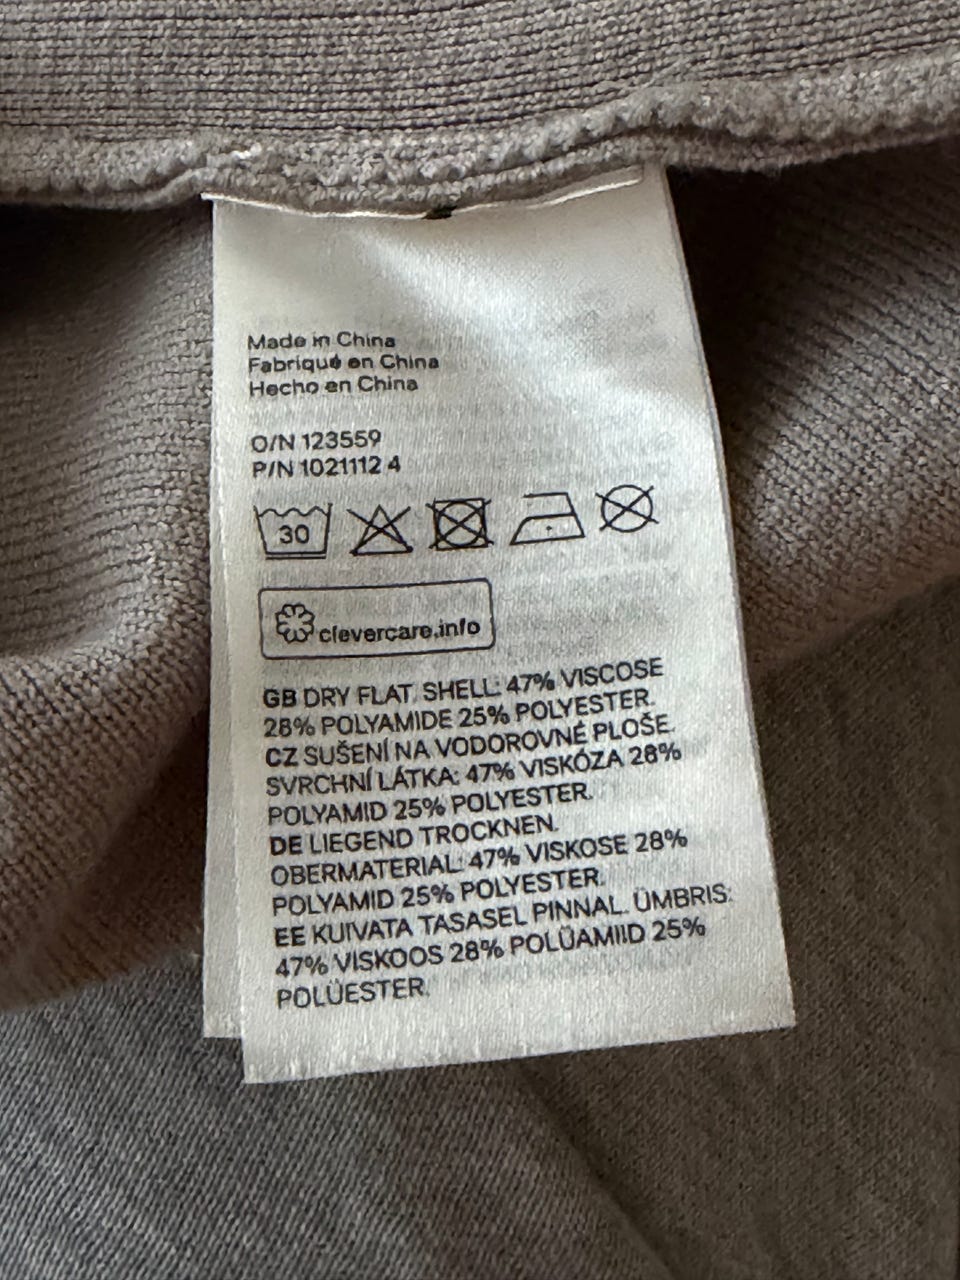 Made in China
Fabriqué en China
Hecho en China
O/N 123559
P/N 1021112 4
30
clevercare.info
GB DRY FLAT. SHELL: 47% VISCOSE
28% POLYAMIDE 25% POLYESTER.
CZ SUŠENÍ NA VODOROVNÉ PLOŠE.
SVRCHNÍ LÁTKA: 47% VISKÓZA 28%
POLYAMID 25% POLYESTER.
DE LIEGEND TROCKNEN.
OBERMATERIAL: 47% VISKOSE 28%
POLYAMID 25% POLYESTER.
EE KUIVATA TASASEL PINNAL. ÜMBRIS:
47% VISKOOS 28% POLÜAMIID 25%
POLÜESTER.